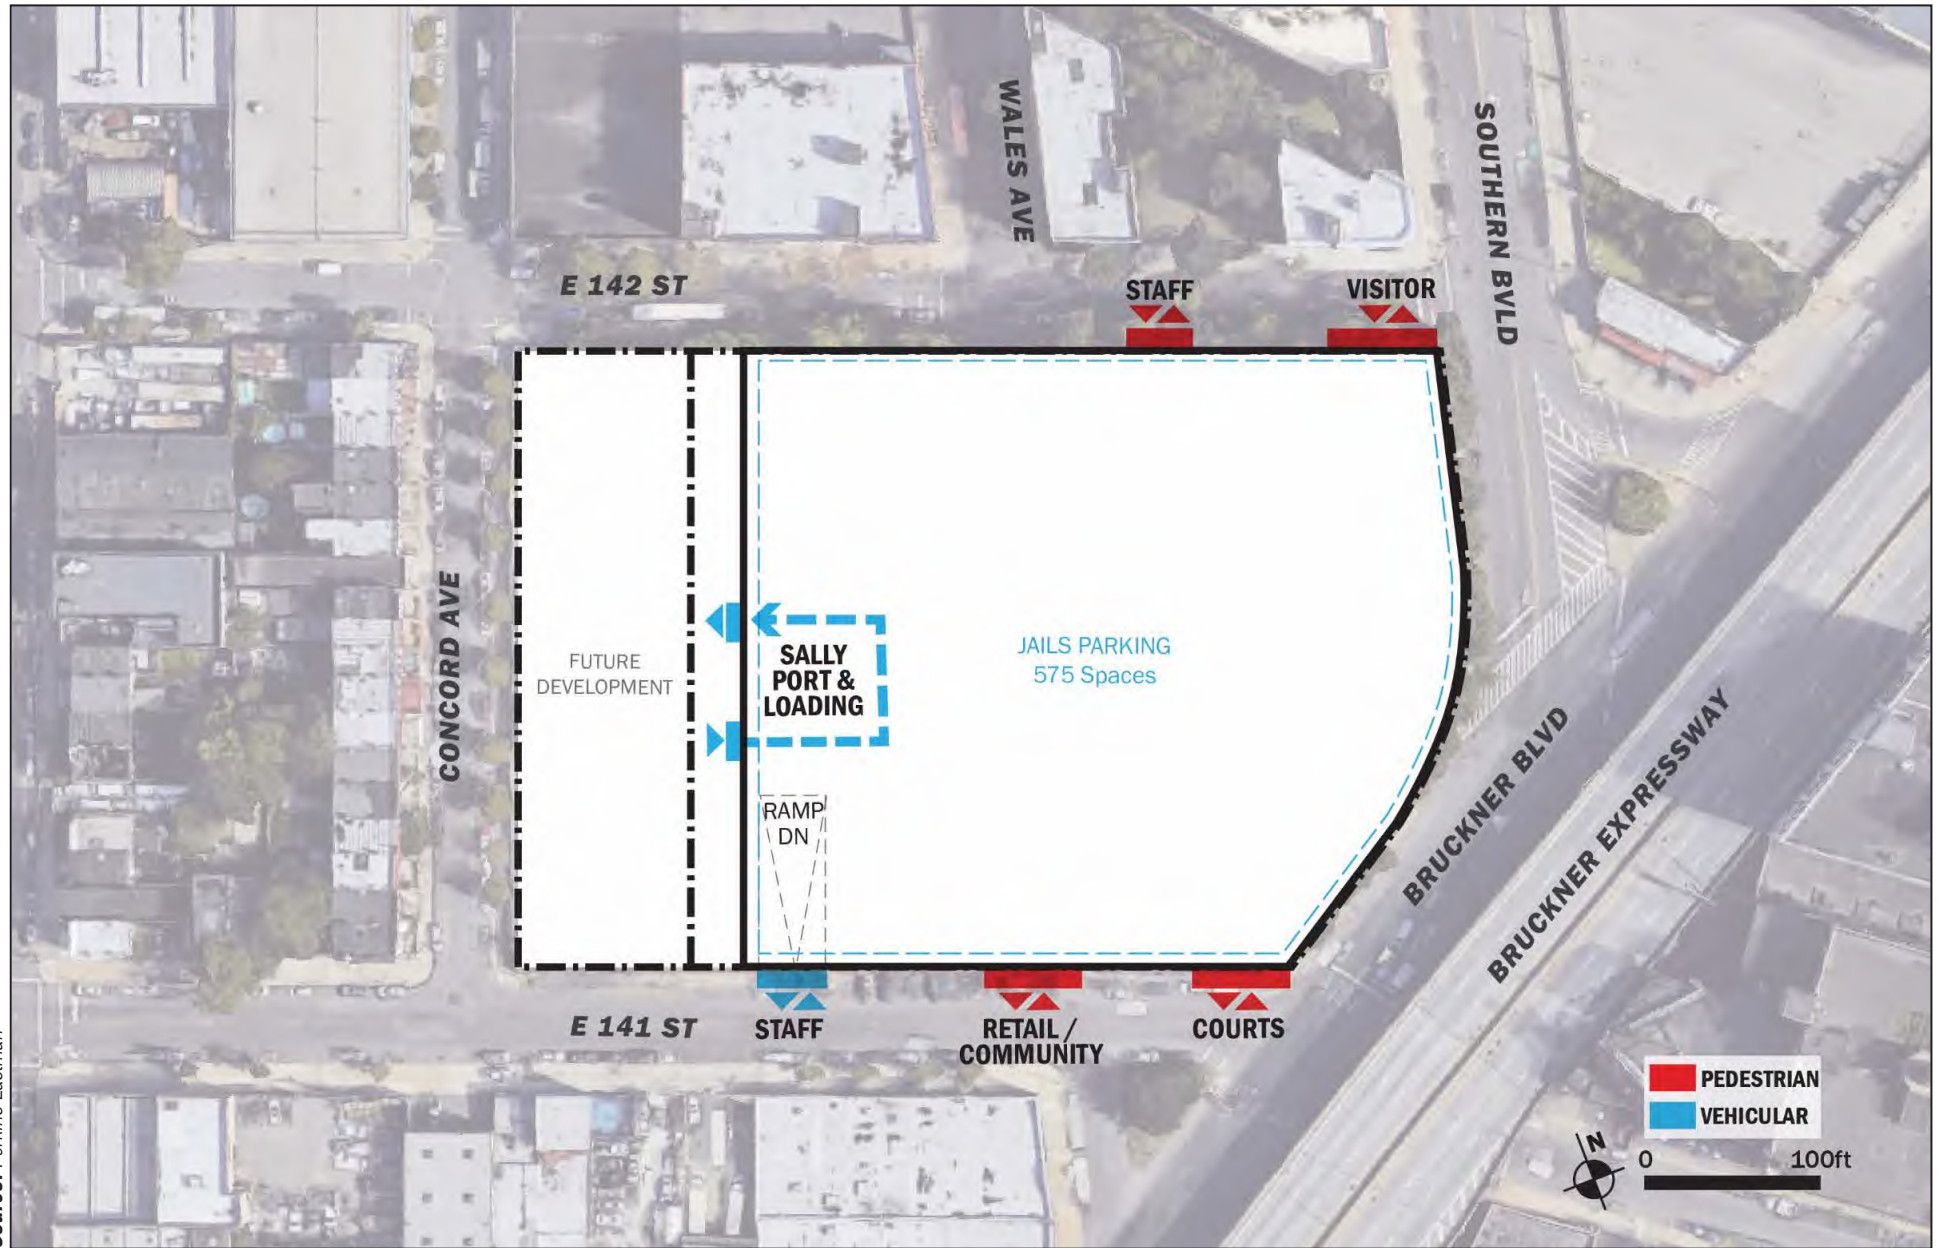 WALES AVE
SOUTHERN BVLD
E 142 ST
STAFF
VISITOR
CONCORD AVE
FUTURE
DEVELOPMENT
SALLY
PORT &
LOADING
JAILS PARKING
575 Spaces
RAMP
DN
BRUCKNER BLVD
BRUCKNER EXPRESSWAY
E 141 ST
STAFF
RETAIL /
COMMUNITY
COURTS
PEDESTRIAN
VEHICULAR
N
0 100ft